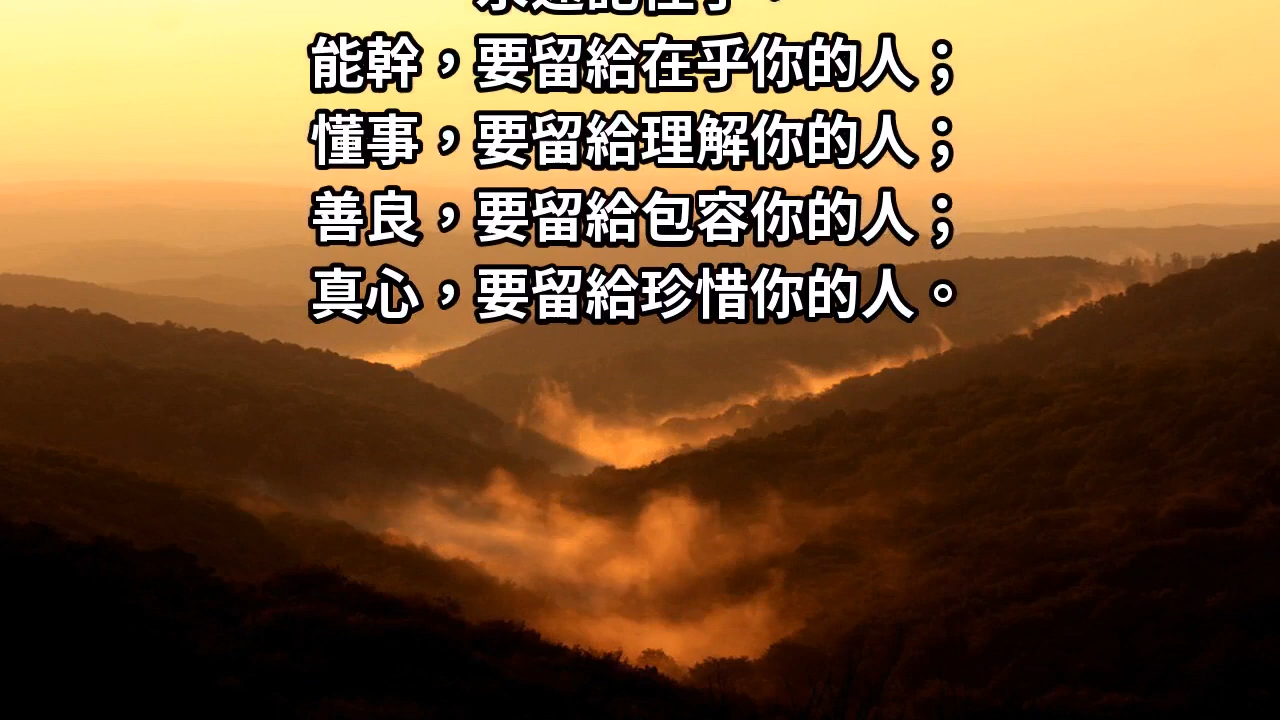 能幹，要留給在乎你的人；
懂事，要留給理解你的人；
善良，要留給包容你的人；
真心，要留給珍惜你的人。